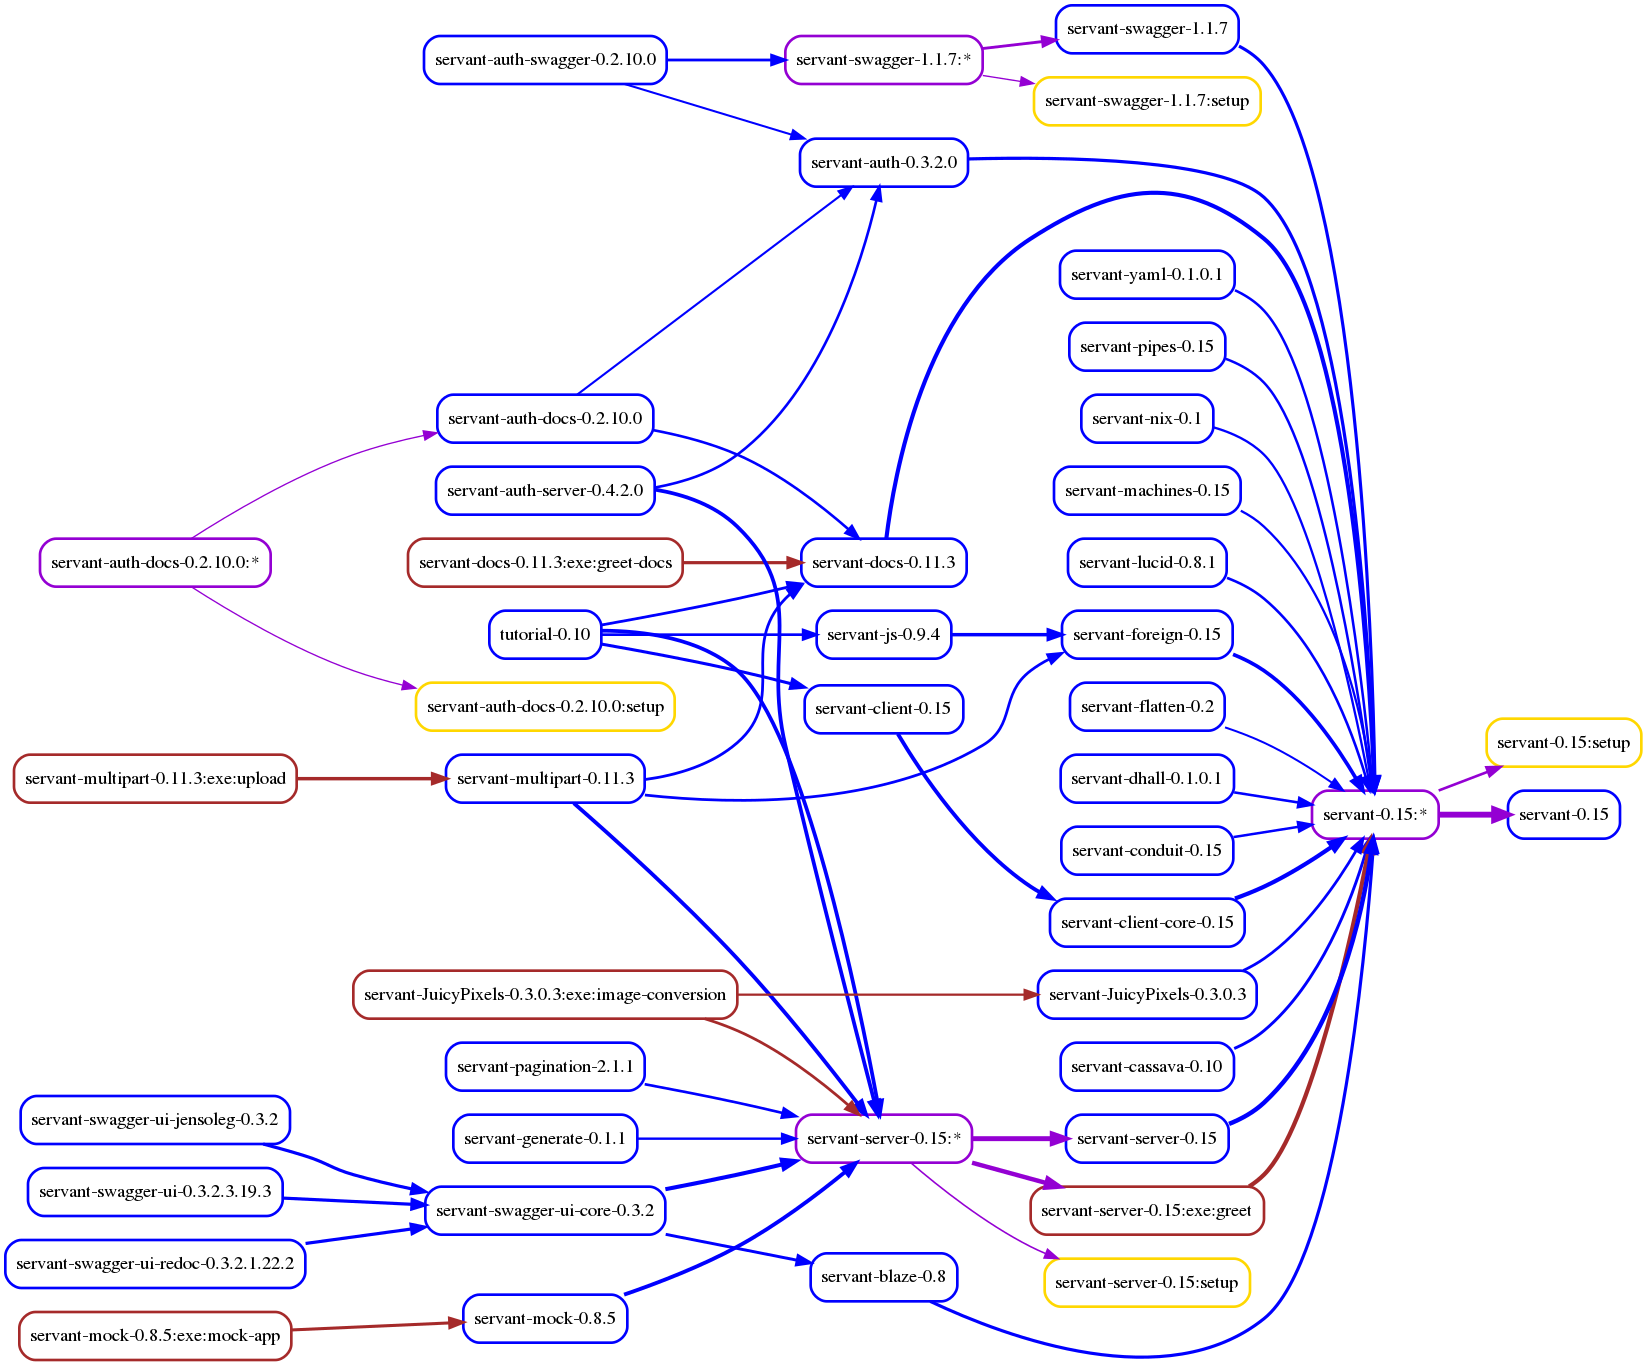 servant-swagger-1.1.7
servant-auth-swagger-0.2.10.0
servant-swagger-1.1.7:*
servant-swagger-1.1.7:setup
servant-auth-0.3.2.0
servant-yaml-0.1.0.1
servant-pipes-0.15
servant-auth-docs-0.2.10.0
servant-nix-0.1
servant-auth-server-0.4.2.0
servant-machines-0.15
servant-auth-docs-0.2.10.0:*
servant-docs-0.11.3:exe:greet-docs
servant-docs-0.11.3
servant-lucid-0.8.1
tutorial-0.10
servant-js-0.9.4
servant-foreign-0.15
servant-auth-docs-0.2.10.0:setup
servant-client-0.15
servant-flatten-0.2
servant-0.15:setup
servant-multipart-0.11.3:exe:upload
servant-multipart-0.11.3
servant-dhall-0.1.0.1
servant-0.15:*
servant-0.15
servant-conduit-0.15
servant-client-core-0.15
servant-JuicyPixels-0.3.0.3:exe:image-conversion
servant-JuicyPixels-0.3.0.3
servant-pagination-2.1.1
servant-cassava-0.10
servant-swagger-ui-jensoleg-0.3.2
servant-generate-0.1.1
servant-server-0.15:*
servant-server-0.15
servant-swagger-ui-0.3.2.3.19.3
servant-swagger-ui-core-0.3.2
servant-server-0.15:exe:greet
servant-swagger-ui-redoc-0.3.2.1.22.2
servant-blaze-0.8
servant-server-0.15:setup
servant-mock-0.8.5:exe:mock-app
servant-mock-0.8.5